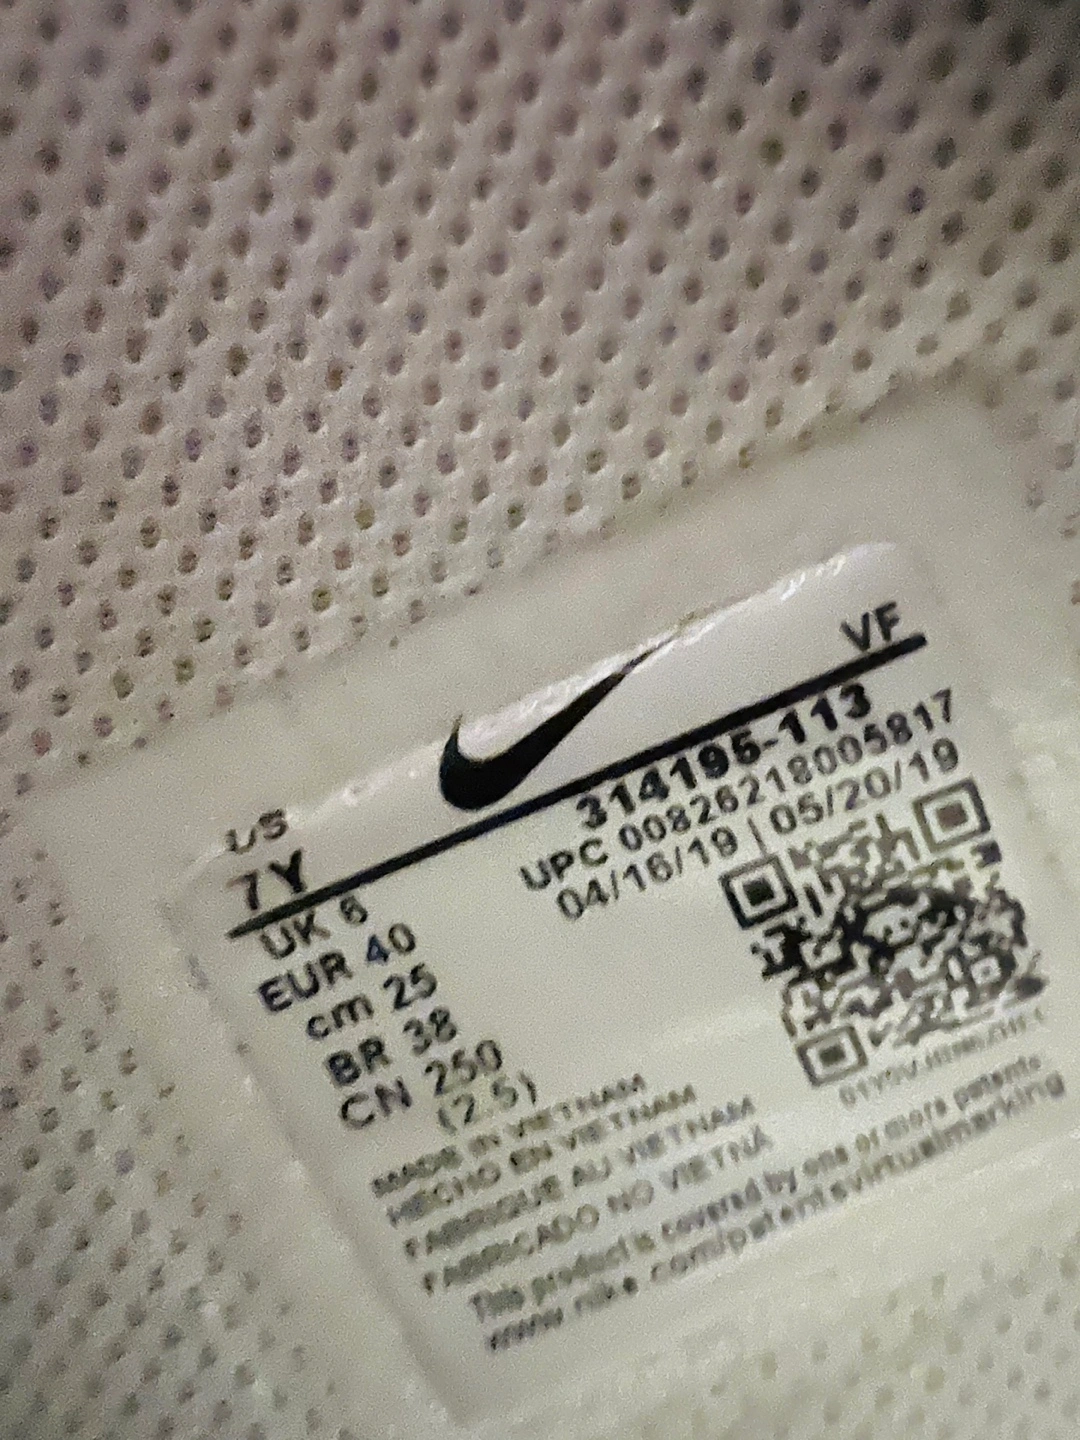 VF
US
7Y
UK 6
EUR 40
cm 25
BR 38
CN 250
(2.5)
314195-113
UPC 00826218005817
04/16/19 | 05/20/19
MADE IN VIETNAM
HECHO EN VIETNAM
FABRIQUE AU VIETNAM
FABRICADO NO VIETNÃ
This product is covered by one or more patents
www.nike.com/patentsvirtualmarking